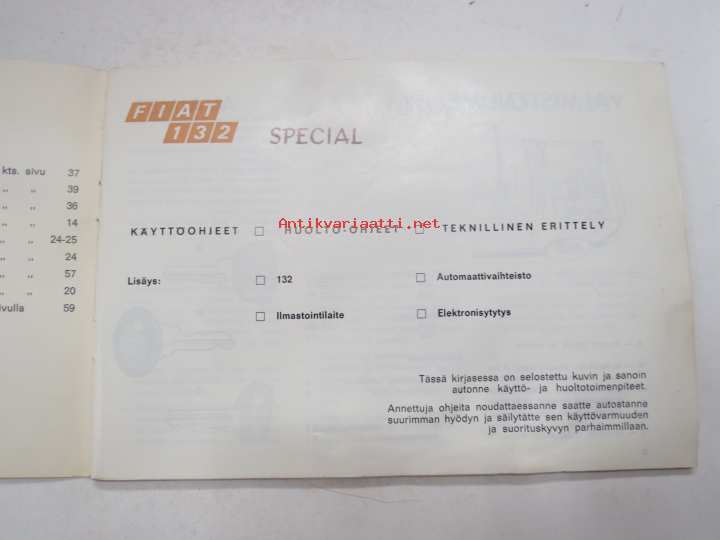 kts. sivu 37
„ „ 39
„ „ 36
„ „ 14
„ „ 24-25
„ „ 24
„ „ 57
„ „ 20
59
FIAT
132
SPECIAL
Antikvariaatti.net
KÄYTTÖOHJEET □ HUOLTO-OHJEET □ TEKNILLINEN ERITTELY
Lisäys: □ 132 □ Automaattivaihteisto
□ Ilmastointilaite □ Elektronisytytys
Tässä kirjasessa on selostettu kuvin ja sanoin
autonne käyttö- ja huoltotoimenpiteet.
Annettuja ohjeita noudattaessanne saatte autostanne
suurimman hyödyn ja säilytätte sen käyttövarmuuden
ja suorituskyvyn parhaimmillaan.